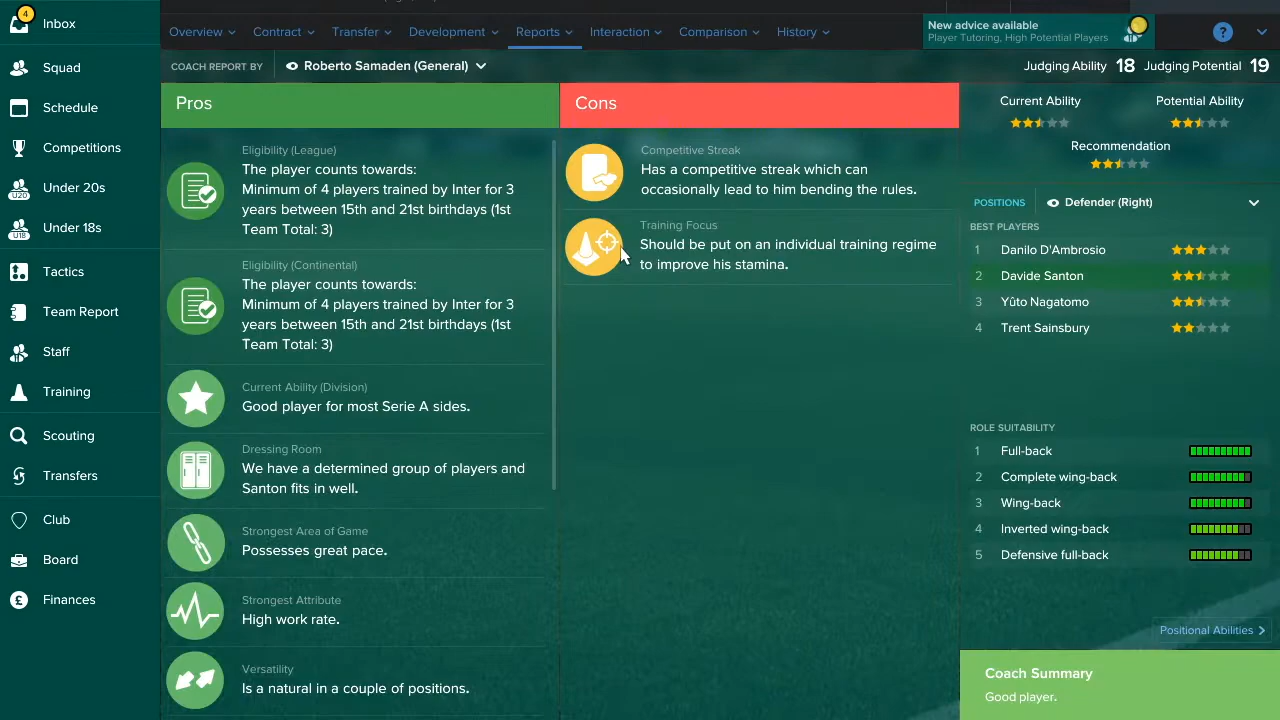 4
Inbox
Squad
Schedule
Competitions
U20
Under 20s
U18
Under 18s
Tactics
Team Report
Staff
Training
Scouting
Transfers
Club
Board
£
Finances
Overview
Contract
Transfer
Development
Reports
Interaction
Comparison
History
New advice available
Player Tutoring, High Potential Players
?
COACH REPORT BY
Roberto Samaden (General)
Judging Ability 18 Judging Potential 19
Pros
Eligibility (League)
The player counts towards:
Minimum of 4 players trained by Inter for 3
years between 15th and 21st birthdays (1st
Team Total: 3)
Eligibility (Continental)
The player counts towards:
Minimum of 4 players trained by Inter for 3
years between 15th and 21st birthdays (1st
Team Total: 3)
Current Ability (Division)
Good player for most Serie A sides.
Dressing Room
We have a determined group of players and
Santon fits in well.
Strongest Area of Game
Possesses great pace.
Strongest Attribute
High work rate.
Versatility
Is a natural in a couple of positions.
Cons
Competitive Streak
Has a competitive streak which can
occasionally lead to him bending the rules.
Training Focus
Should be put on an individual training regime
to improve his stamina.
Current Ability
Potential Ability
Recommendation
POSITIONS
Defender (Right)
BEST PLAYERS
1 Danilo D'Ambrosio
2 Davide Santon
3 Yûto Nagatomo
4 Trent Sainsbury
ROLE SUITABILITY
1 Full-back
2 Complete wing-back
3 Wing-back
4 Inverted wing-back
5 Defensive full-back
Positional Abilities
Coach Summary
Good player.